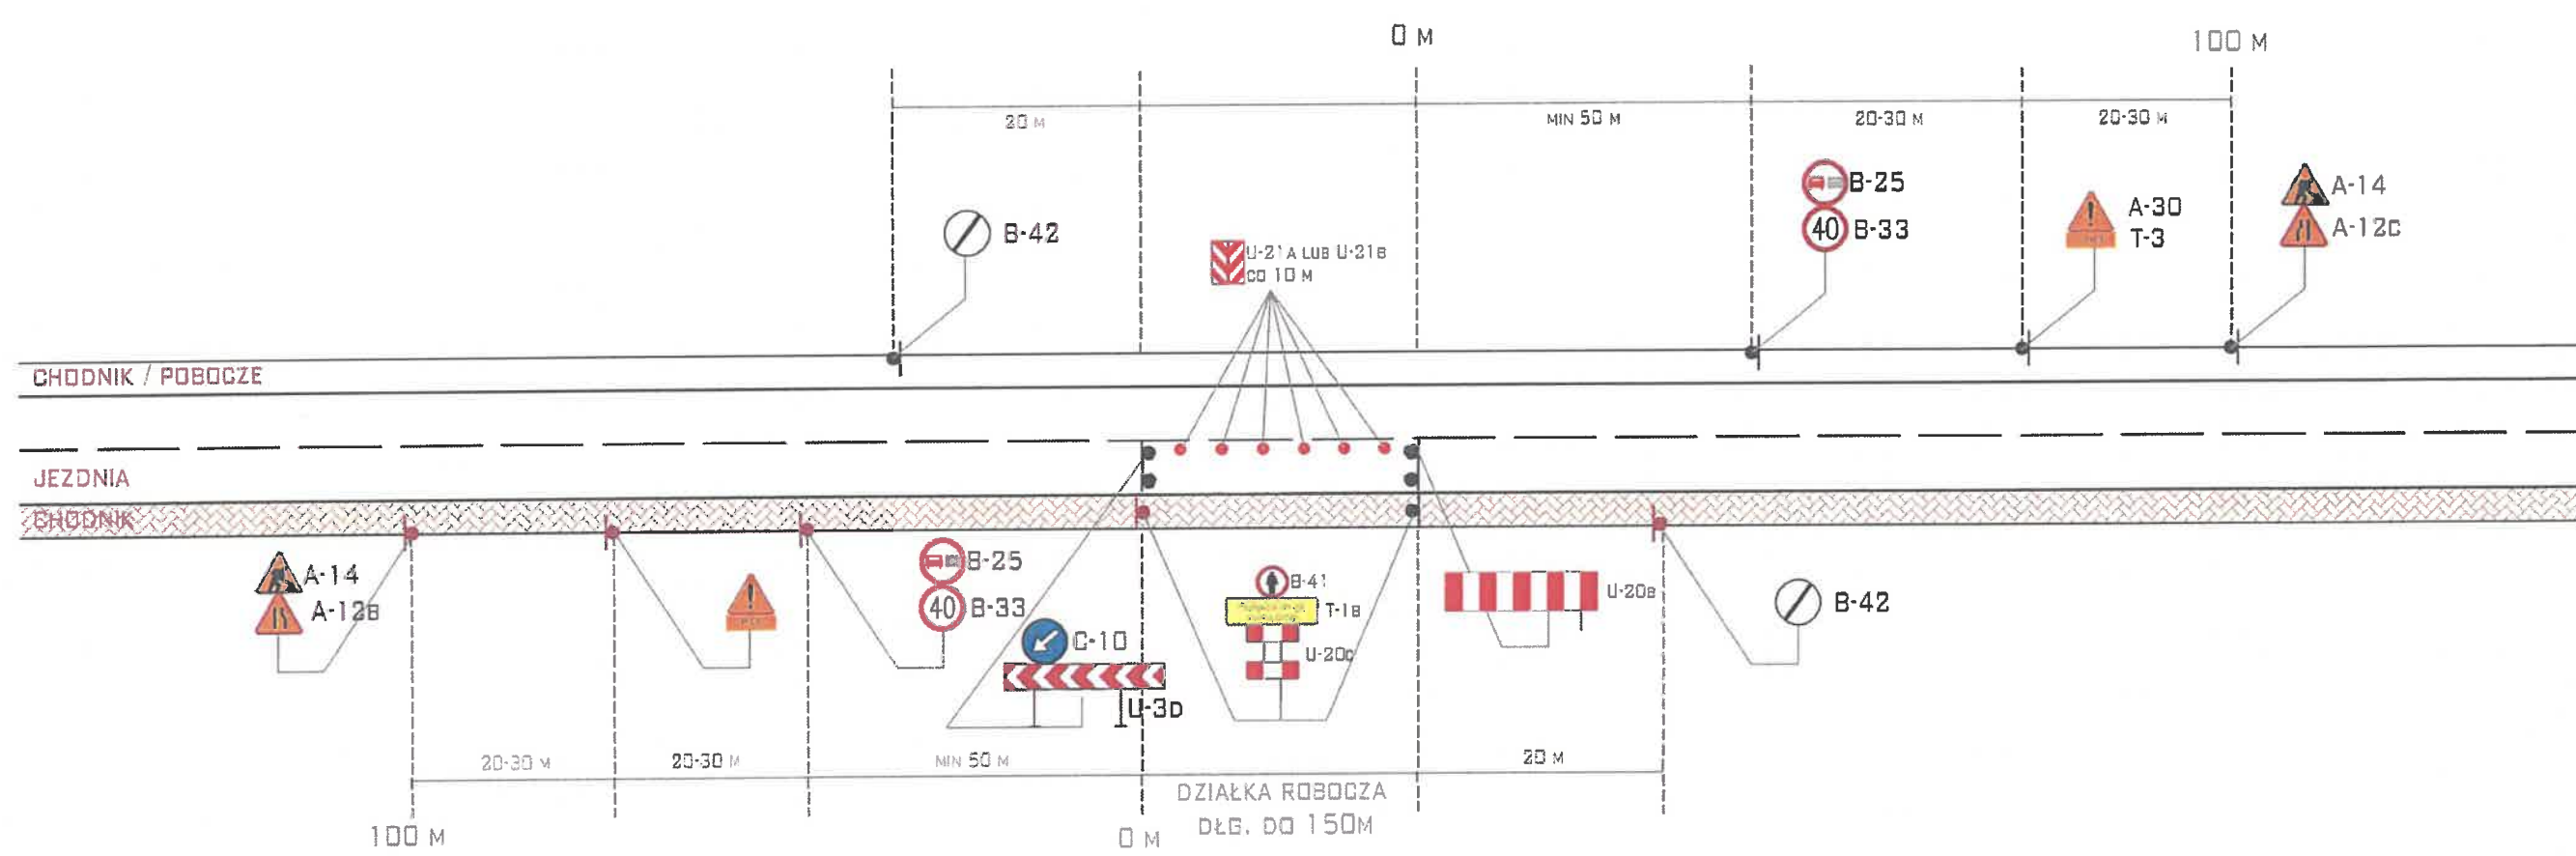 0 M
100 M
20 M
MIN 50 M
20-30 M
20-30 M
B-42
U-21A LUB U-21B
CO 10 M
B-25
40 B-33
A-30
T-3
A-14
A-12C
CHODNIK / POBOCZE
JEZDNIA
CHODNIK
A-14
A-12B
B-25
40 B-33
C-10
U-3D
B-41
T-1B
U-20C
U-20B
B-42
20-30 M
20-30 M
MIN 50 M
20 M
DZIAŁKA ROBOCZA
DŁG. DO 150M
100 M
0 M